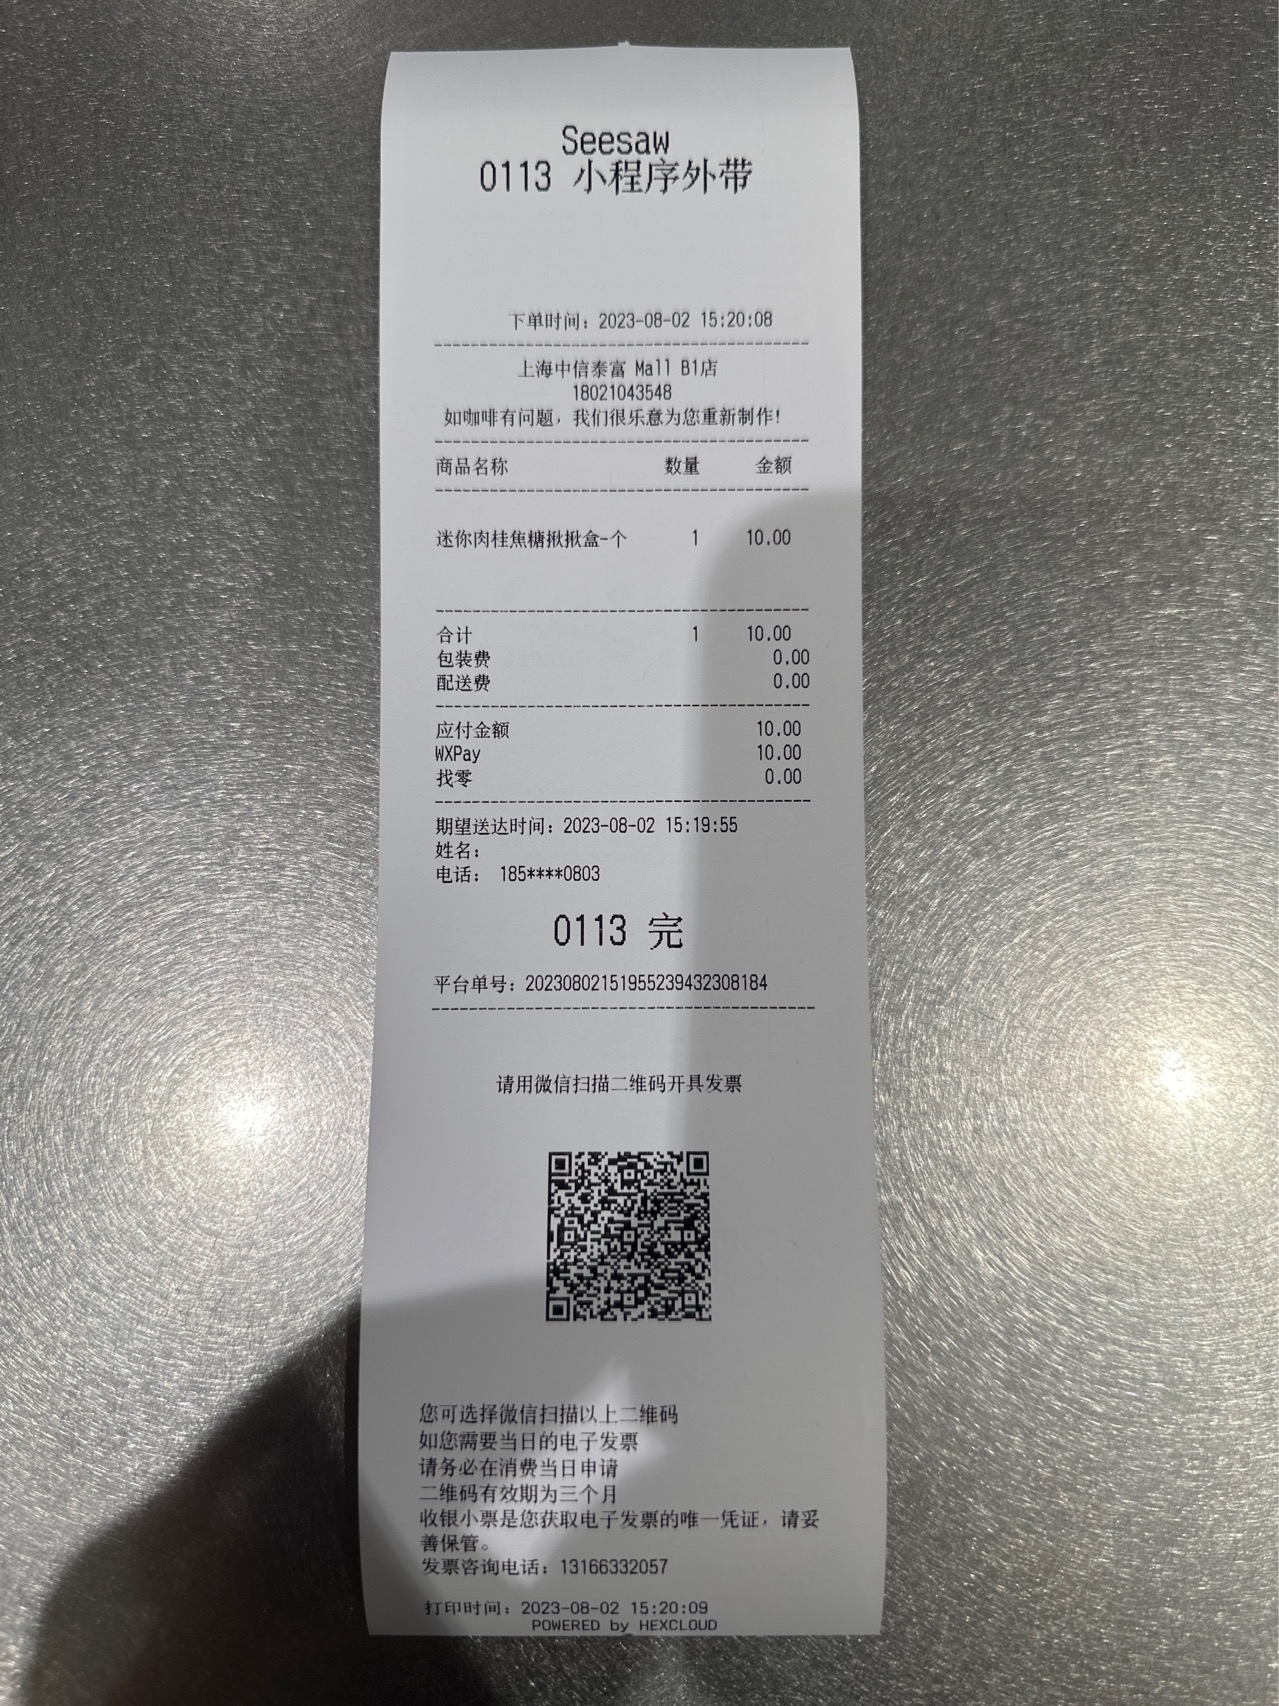 Seesaw
0113 小程序外带
下单时间：2023-08-02 15:20:08
上海中信泰富 Mall B1店
18021043548
如咖啡有问题，我们很乐意为您重新制作！
商品名称 数量 金额
迷你肉桂焦糖揪揪盒-个 1 10.00
合计 1 10.00
包装费 0.00
配送费 0.00
应付金额 10.00
WXPay 10.00
找零 0.00
期望送达时间：2023-08-02 15:19:55
姓名：
电话： 185****0803
0113 完
平台单号：20230802151955239432308184
请用微信扫描二维码开具发票
您可选择微信扫描以上二维码
如您需要当日的电子发票
请务必在消费当日申请
二维码有效期为三个月
收银小票是您获取电子发票的唯一凭证，请妥
善保管。
发票咨询电话：13166332057
打印时间：2023-08-02 15:20:09
POWERED by HEXCLOUD